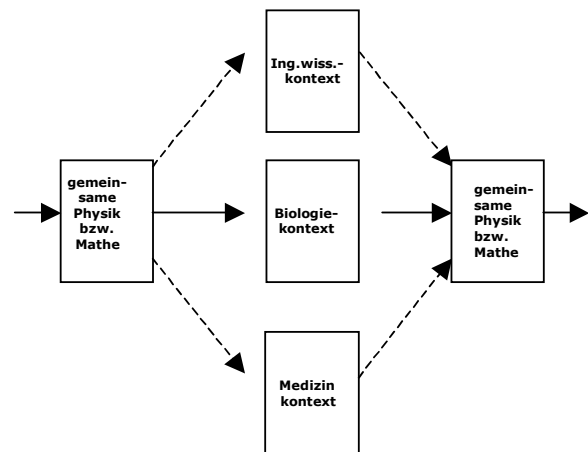 gemein-
same
Physik
bzw.
Mathe
Ing.wiss.-
kontext
Biologie-
kontext
Medizin
kontext
gemein-
same
Physik
bzw.
Mathe